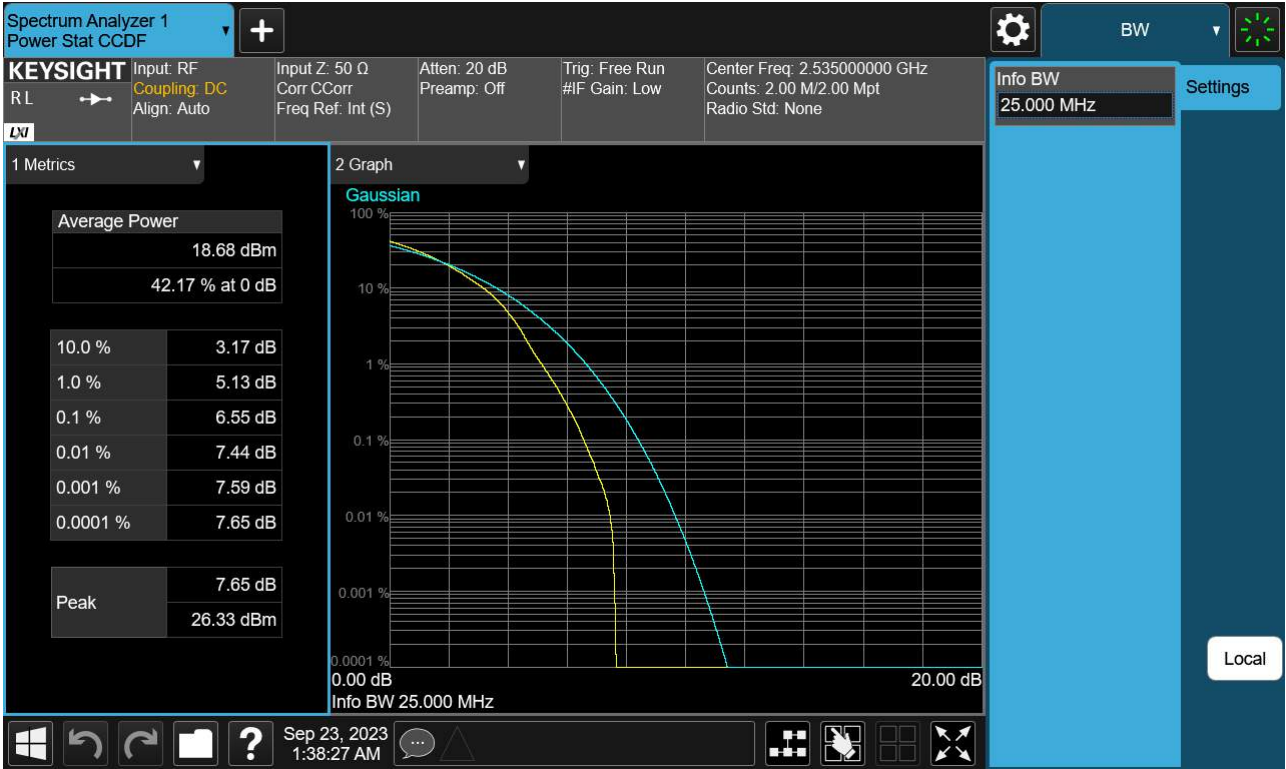 Spectrum Analyzer 1
Power Stat CCDF
+
BW
KEYSIGHT
RL
LXI
Input: RF
Coupling: DC
Align: Auto
Input Z: 50 Ω
Corr CCorr
Freq Ref: Int (S)
Atten: 20 dB
Preamp: Off
Trig: Free Run
#IF Gain: Low
Center Freq: 2.535000000 GHz
Counts: 2.00 M/2.00 Mpt
Radio Std: None
Info BW
25.000 MHz
Settings
1 Metrics
Average Power
18.68 dBm
42.17 % at 0 dB
10.0 % 3.17 dB
1.0 % 5.13 dB
0.1 % 6.55 dB
0.01 % 7.44 dB
0.001 % 7.59 dB
0.0001 % 7.65 dB
Peak
7.65 dB
26.33 dBm
2 Graph
Gaussian
100 %
10 %
1 %
0.1 %
0.01 %
0.001 %
0.0001 %
0.00 dB 20.00 dB
Info BW 25.000 MHz
Local
?
Sep 23, 2023
1:38:27 AM
...